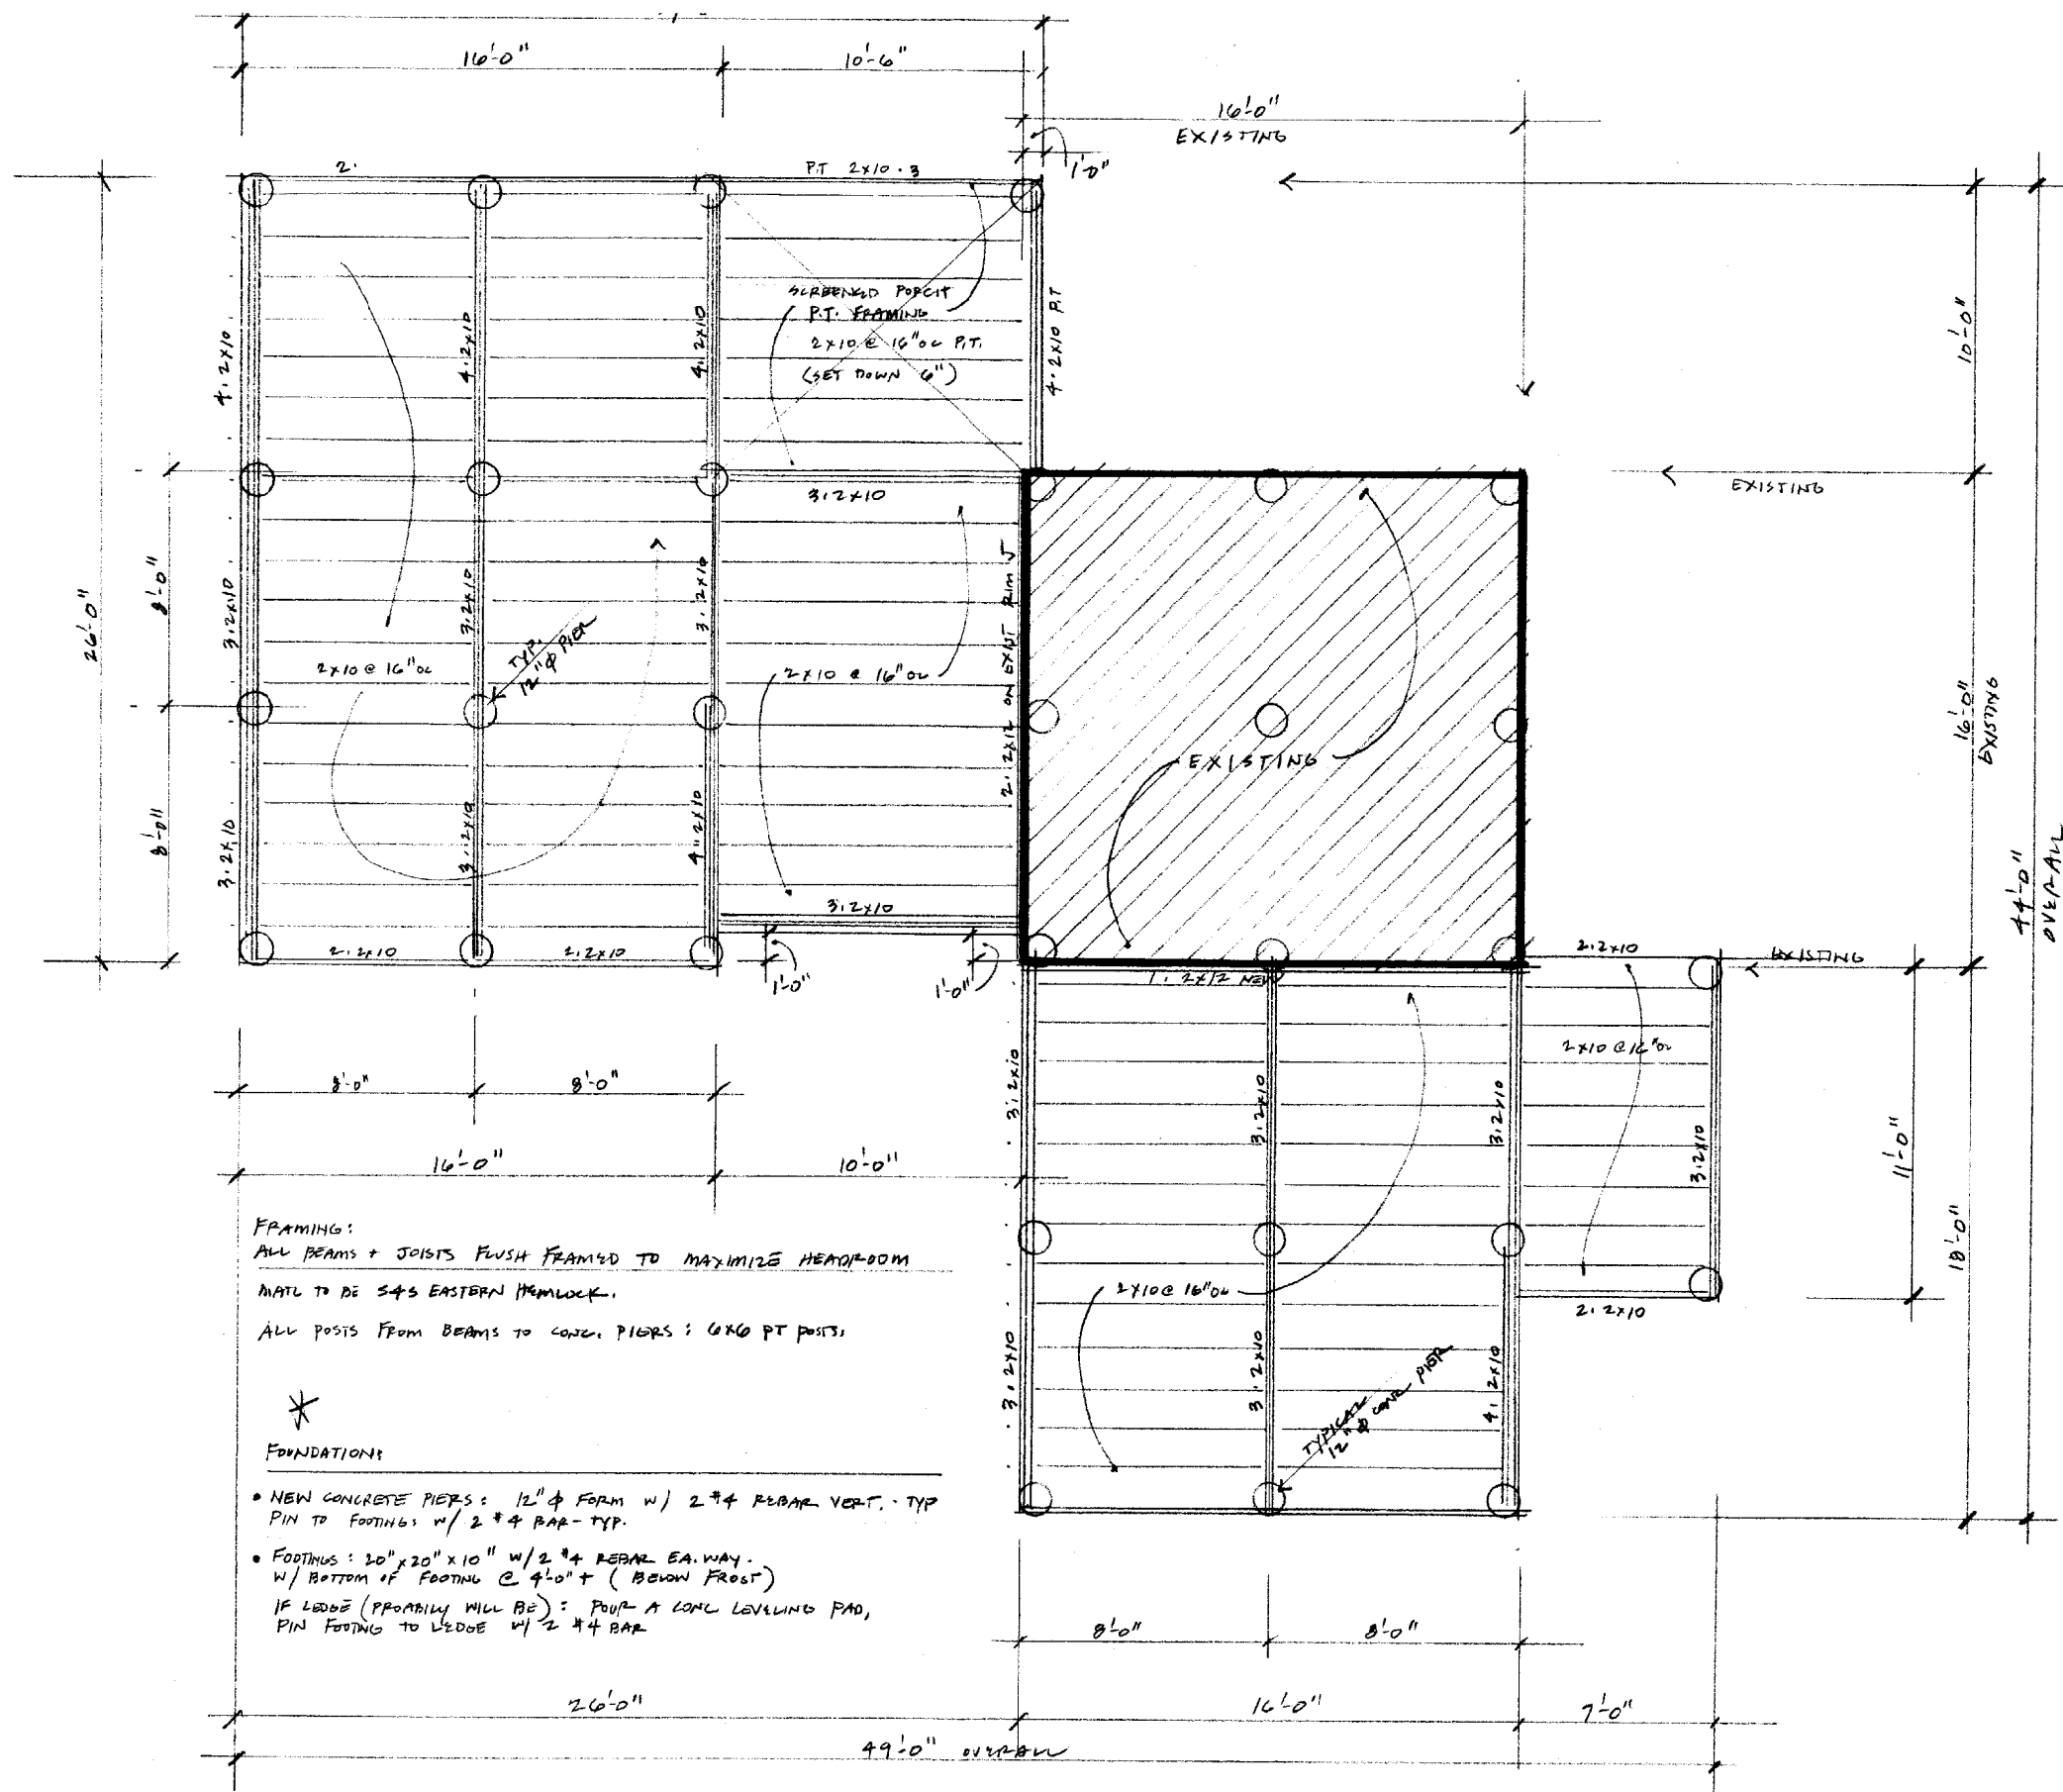 16'-0"
10'-6"
16'-0"
EXISTING
1'-0"
2·
P.T 2x10·3
SCREENED PORCH
P.T. FRAMING
2x10 @ 16"oc P.T.
(SET DOWN 6")
4·2x10
4·2x10
4·2x10
4·2x10 P.T
10'-0"
3·2x10
EXISTING
26'-0"
8'-0"
3·2x10
3·2x10
3·2x10
TYP.
12"φ PIER
2x10 @ 16"oc
2x10 @ 16"oc
2·2x12 ON EXIST RIM J
EXISTING
16'-0"
EXISTING
44'-0"
OVERALL
8'-0"
3·2x10
3·2x10
4·2x10
3·2x10
2·2x10
2·2x10
1'-0"
1'-0"
1·2x12 NEW
2·2x10
EXISTING
2x10 @ 16"oc
8'-0"
8'-0"
3·2x10
3·2x10
3·2x10
3·2x10
11'-0"
16'-0"
10'-0"
18'-0"
FRAMING:
ALL BEAMS + JOISTS FLUSH FRAMED TO MAXIMIZE HEADROOM
MATL TO BE S4S EASTERN HEMLOCK.
ALL POSTS FROM BEAMS TO CONC. PIERS: 6x6 PT POSTS.
2x10 @ 16"oc
2·2x10
3·2x10
3·2x10
4·2x10
TYPICAL
12"φ CONC PIER
*
FOUNDATION:
• NEW CONCRETE PIERS: 12"φ FORM W/ 2 #4 REBAR VERT. - TYP
PIN TO FOOTINGS W/ 2 #4 BAR - TYP.
• FOOTINGS: 20"x20"x10" W/2 #4 REBAR EA. WAY.
W/ BOTTOM OF FOOTING @ 4'-0"+ (BELOW FROST)
IF LEDGE (PROBABLY WILL BE): POUR A CONC LEVELING PAD,
PIN FOOTING TO LEDGE W/ 2 #4 BAR
8'-0"
8'-0"
26'-0"
16'-0"
7'-0"
49'-0" OVERALL